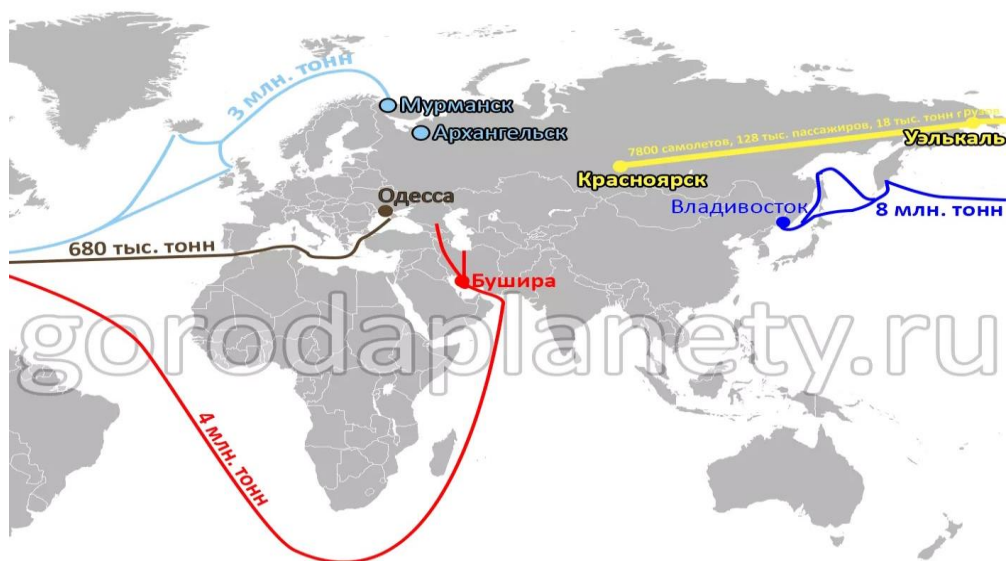 3 млн. тонн
Мурманск
Архангельск
7800 самолетов, 128 тыс. пассажиров, 18 тыс. тонн грузов
Уэлькаль
Красноярск
Одесса
Владивосток
8 млн. тонн
680 тыс. тонн
Бушира
gorodaplanety.ru
4 млн. тонн